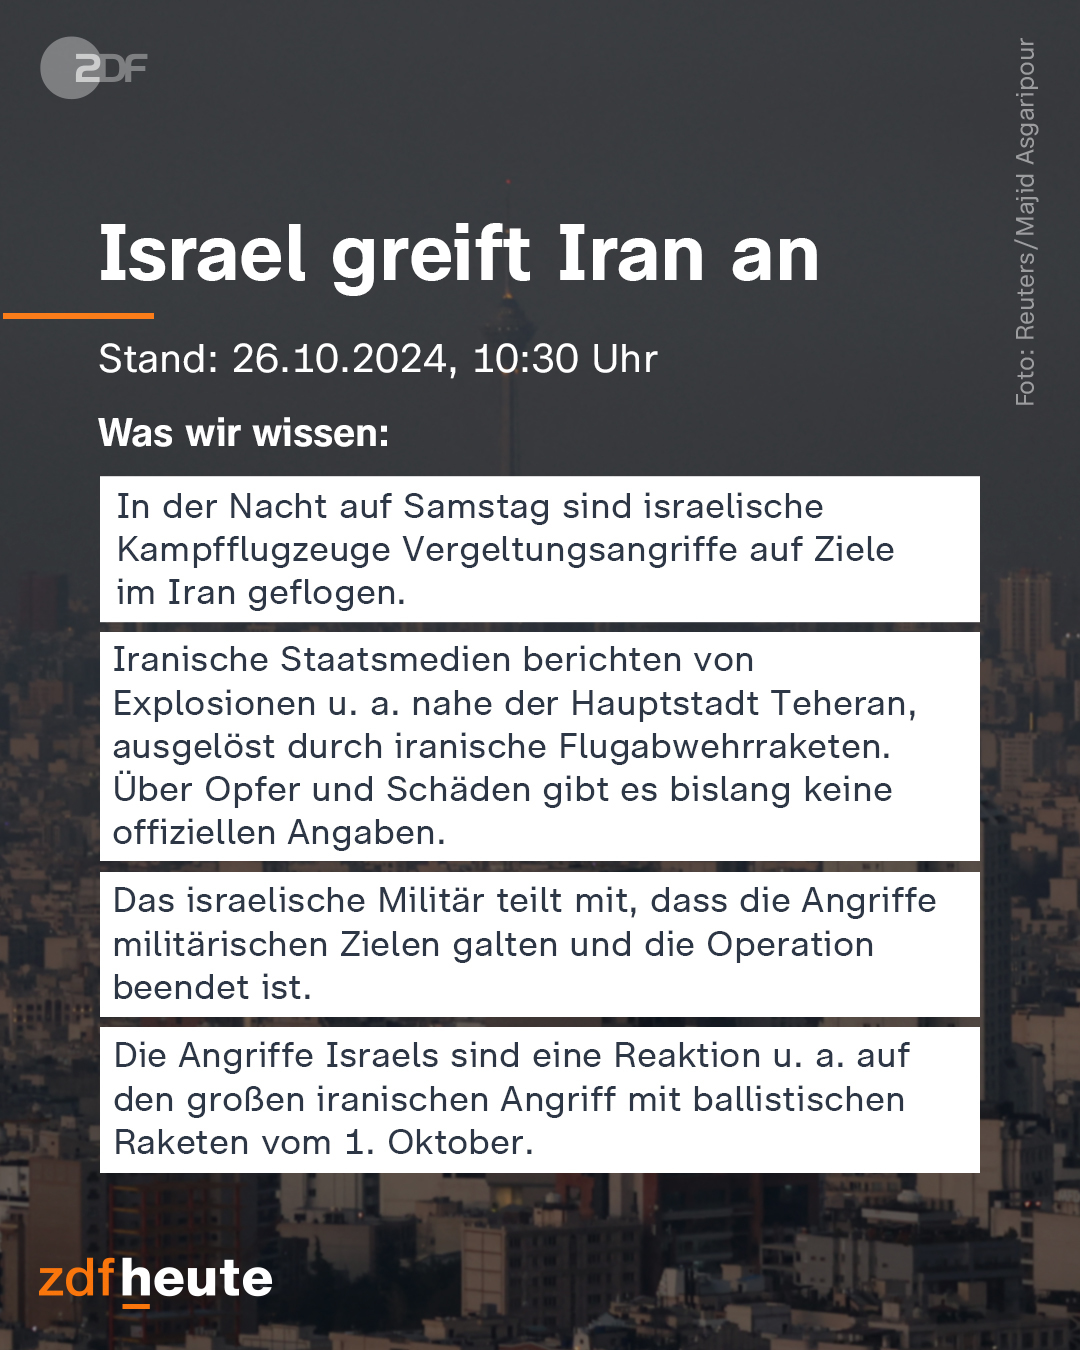 ZDF
Foto: Reuters/Majid Asgaripour
Israel greift Iran an
Stand: 26.10.2024, 10:30 Uhr
Was wir wissen:
In der Nacht auf Samstag sind israelische
Kampfflugzeuge Vergeltungsangriffe auf Ziele
im Iran geflogen.
Iranische Staatsmedien berichten von
Explosionen u. a. nahe der Hauptstadt Teheran,
ausgelöst durch iranische Flugabwehrraketen.
Über Opfer und Schäden gibt es bislang keine
offiziellen Angaben.
Das israelische Militär teilt mit, dass die Angriffe
militärischen Zielen galten und die Operation
beendet ist.
Die Angriffe Israels sind eine Reaktion u. a. auf
den großen iranischen Angriff mit ballistischen
Raketen vom 1. Oktober.
zdfheute